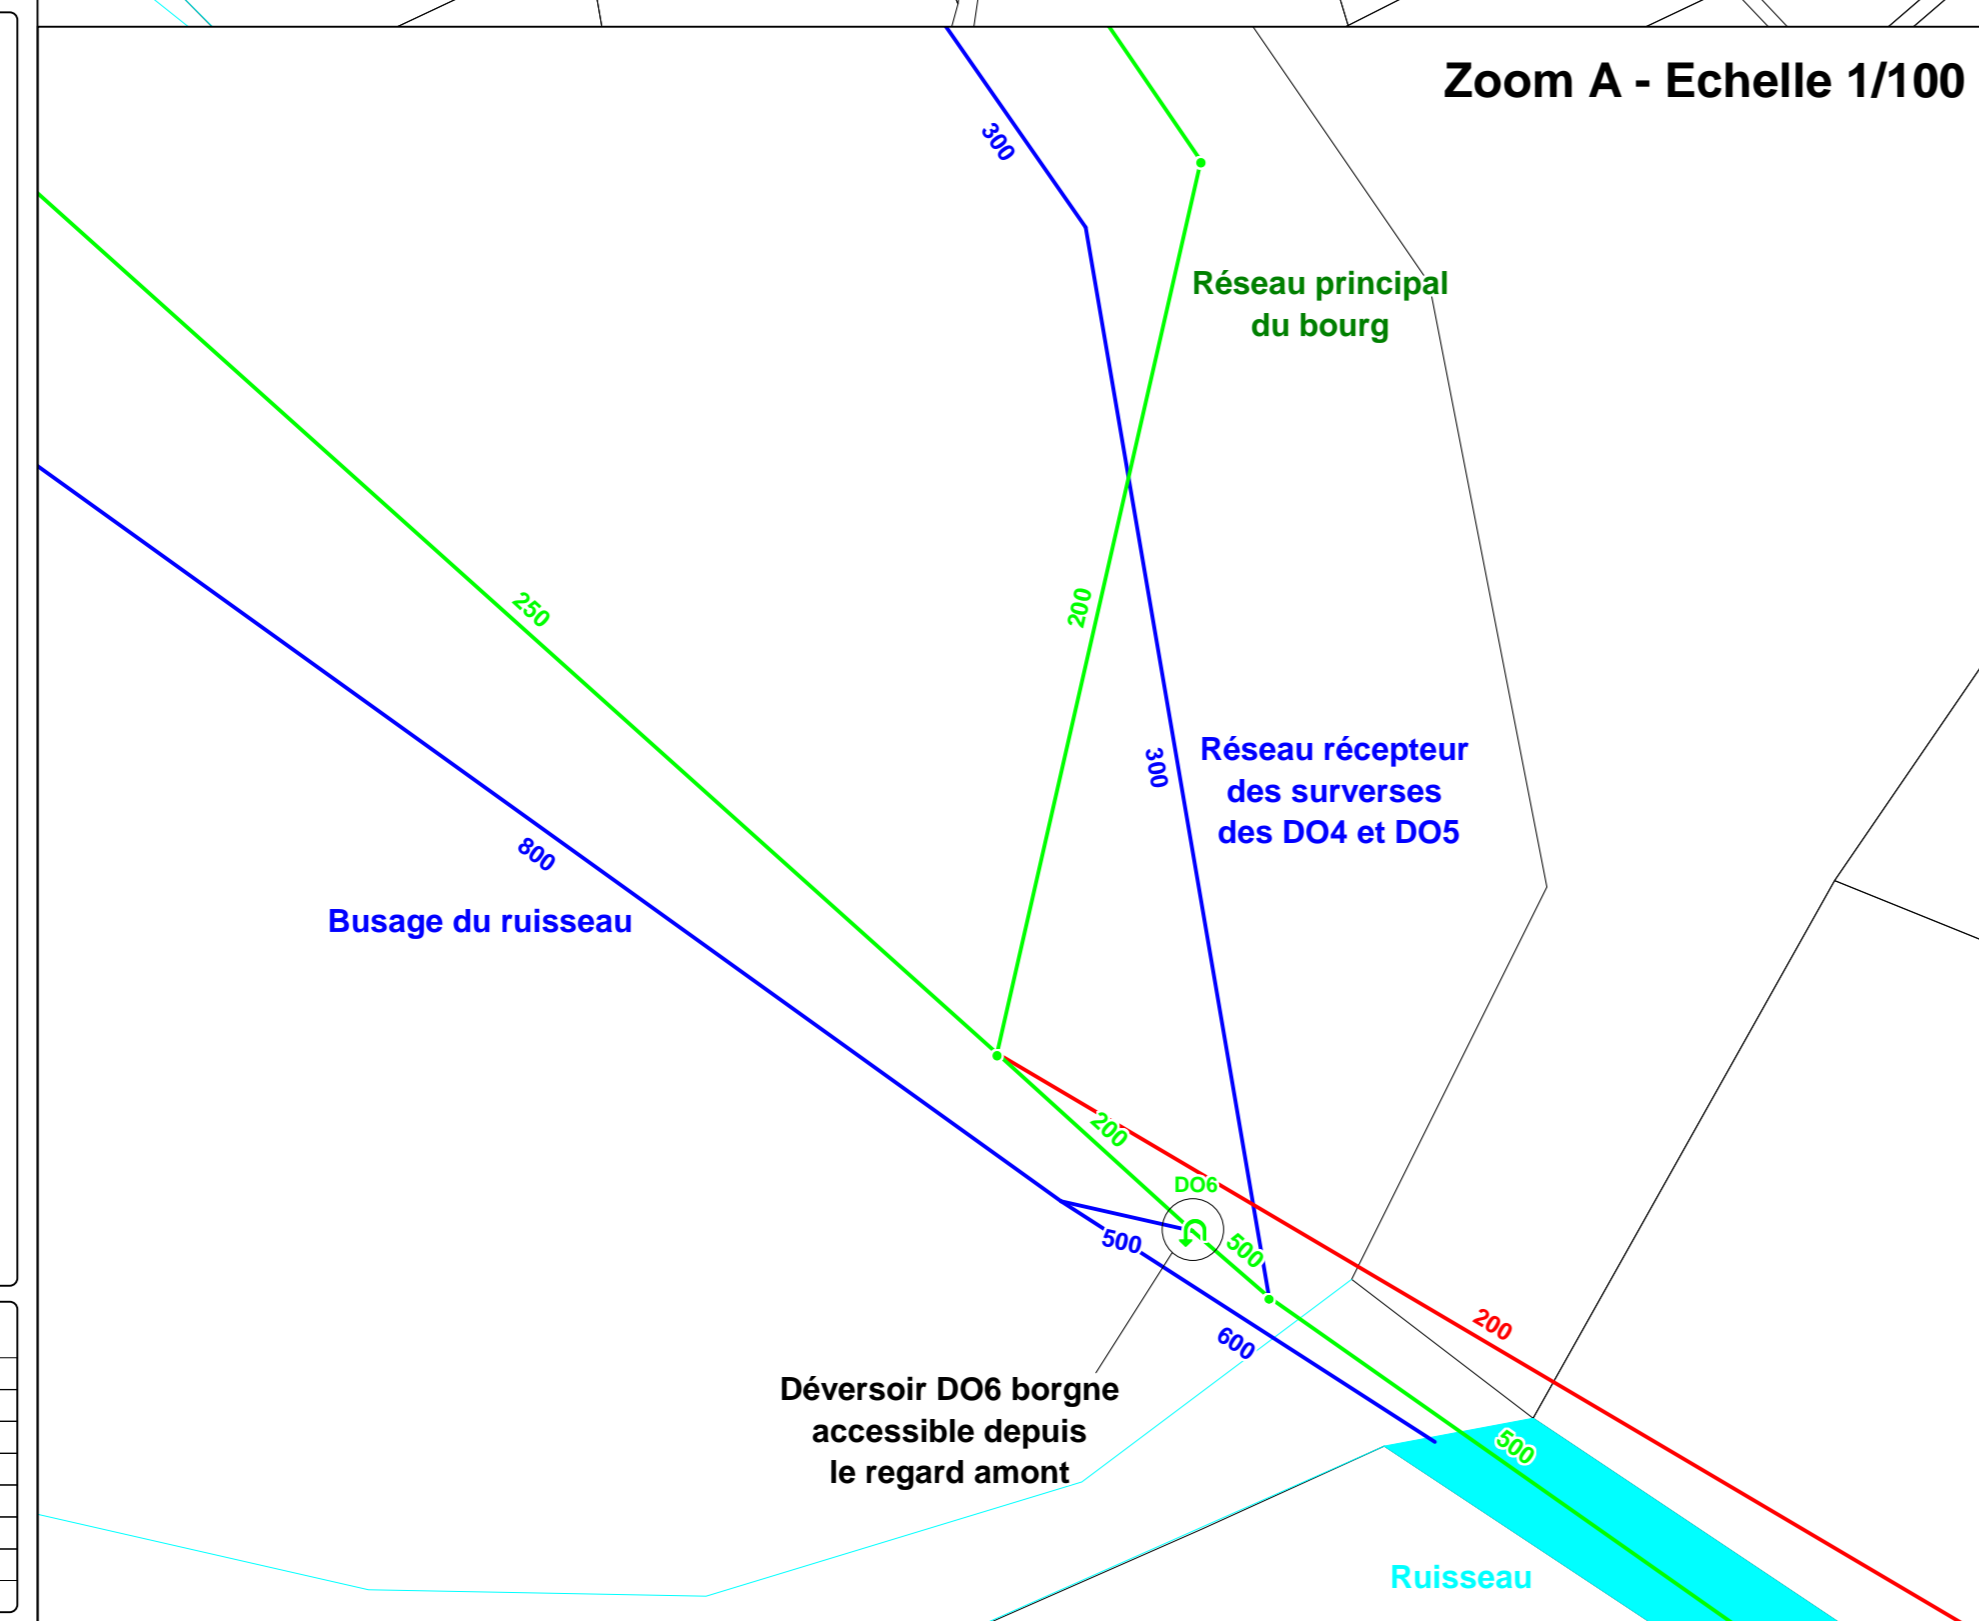 Zoom A - Echelle 1/100
300
Réseau principal
du bourg
250
200
300
Réseau récepteur
des surverses
des DO4 et DO5
800
Busage du ruisseau
200
DO6
500
500
600
200
Déversoir DO6 borgne
accessible depuis
le regard amont
500
Ruisseau